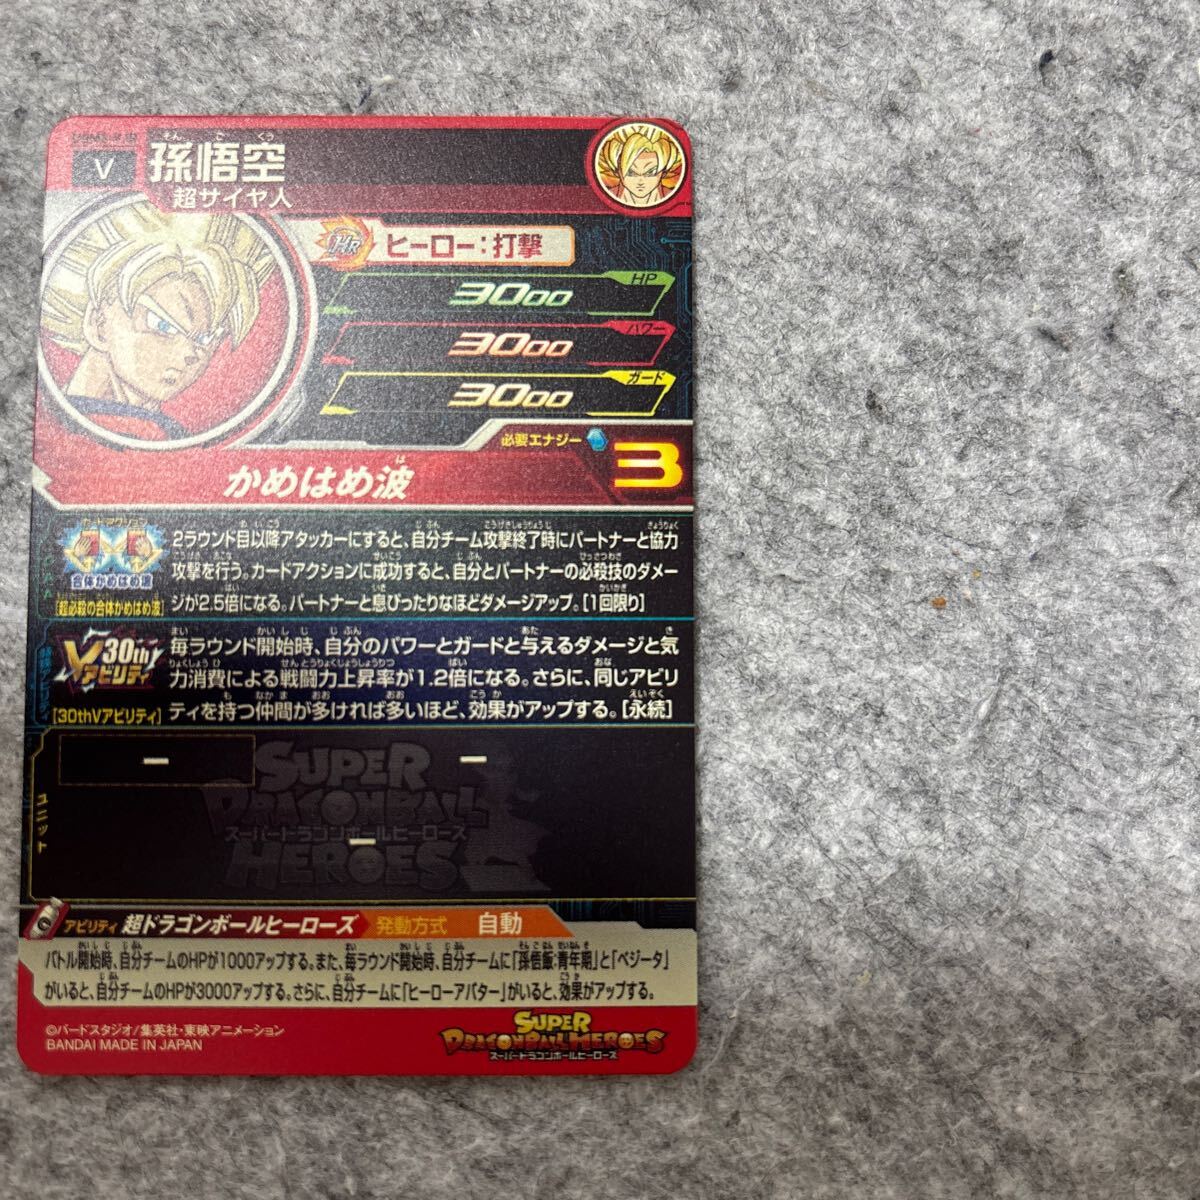 V
孫悟空
超サイヤ人
HR
ヒーロー:打撃
HP
3000
パワー
3000
ガード
3000
必要エナジー
3
かめはめ波
カードアクション
合体かめはめ波
[超必殺の合体かめはめ波]
2ラウンド目以降アタッカーにすると、自分チーム攻撃終了時にパートナーと協力
攻撃を行う。カードアクションに成功すると、自分とパートナーの必殺技のダメー
ジが2.5倍になる。パートナーと息ぴったりなほどダメージアップ。[1回限り]
30th
Vアビリティ
[30thVアビリティ]
毎ラウンド開始時、自分のパワーとガードと与えるダメージと気
力消費による戦闘力上昇率が1.2倍になる。さらに、同じアビリ
ティを持つ仲間が多ければ多いほど、効果がアップする。[永続]
ユニット
ー
ー
ー
SUPER
DRAGONBALL
スーパードラゴンボールヒーローズ
HEROES
アビリティ 超ドラゴンボールヒーローズ 発動方式 自動
バトル開始時、自分チームのHPが1000アップする。また、毎ラウンド開始時、自分チームに「孫悟飯:青年期」と「ベジータ」
がいると、自分チームのHPが3000アップする。さらに、自分チームに「ヒーローアバター」がいると、効果がアップする。
©バードスタジオ/集英社・東映アニメーション
BANDAI MADE IN JAPAN
SUPER
DRAGONBALL HEROES
スーパードラゴンボールヒーローズ